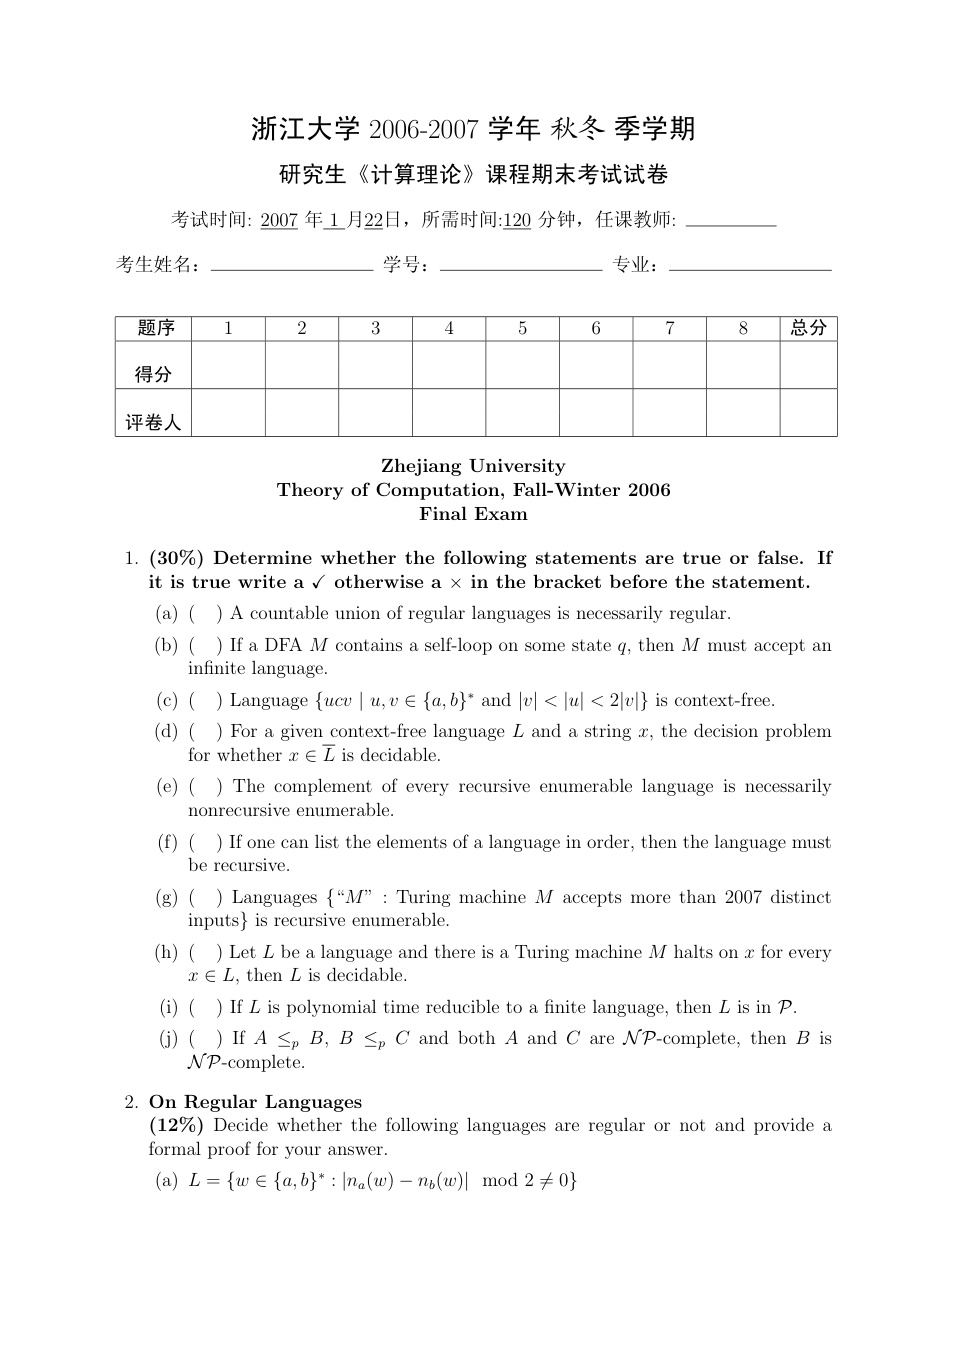 浙江大学 2006-2007 学年 秋冬 季学期
研究生《计算理论》课程期末考试试卷
考试时间: 2007 年 1 月22日，所需时间:120 分钟，任课教师:
考生姓名： 学号： 专业：
题序 1 2 3 4 5 6 7 8 总分
得分
评卷人
Zhejiang University
Theory of Computation, Fall-Winter 2006
Final Exam
1. (30%) Determine whether the following statements are true or false. If
it is true write a ✓ otherwise a × in the bracket before the statement.
(a) ( ) A countable union of regular languages is necessarily regular.
(b) ( ) If a DFA M contains a self-loop on some state q, then M must accept an
infinite language.
(c) ( ) Language {ucv | u, v ∈ {a, b}* and |v| < |u| < 2|v|} is context-free.
(d) ( ) For a given context-free language L and a string x, the decision problem
for whether x ∈ L̅ is decidable.
(e) ( ) The complement of every recursive enumerable language is necessarily
nonrecursive enumerable.
(f) ( ) If one can list the elements of a language in order, then the language must
be recursive.
(g) ( ) Languages {“M” : Turing machine M accepts more than 2007 distinct
inputs} is recursive enumerable.
(h) ( ) Let L be a language and there is a Turing machine M halts on x for every
x ∈ L, then L is decidable.
(i) ( ) If L is polynomial time reducible to a finite language, then L is in 𝒫.
(j) ( ) If A ≤ₚ B, B ≤ₚ C and both A and C are 𝒩𝒫-complete, then B is
𝒩𝒫-complete.
2. On Regular Languages
(12%) Decide whether the following languages are regular or not and provide a
formal proof for your answer.
(a) L = {w ∈ {a, b}* : |n_a(w) − n_b(w)| mod 2 ≠ 0}